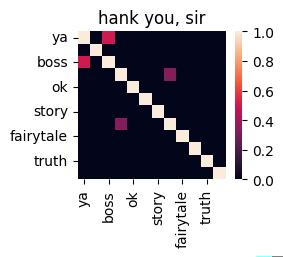 hank you, sir
ya
boss
ok
story
fairytale
truth
1.0
0.8
0.6
0.4
0.2
0.0
ya
boss
ok
story
fairytale
truth